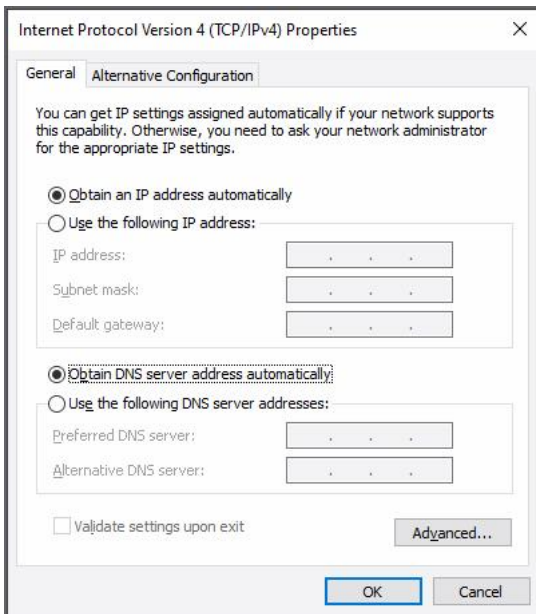 Internet Protocol Version 4 (TCP/IPv4) Properties
General
Alternative Configuration
You can get IP settings assigned automatically if your network supports
this capability. Otherwise, you need to ask your network administrator
for the appropriate IP settings.
Obtain an IP address automatically
Use the following IP address:
IP address:
Subnet mask:
Default gateway:
Obtain DNS server address automatically
Use the following DNS server addresses:
Preferred DNS server:
Alternative DNS server:
Validate settings upon exit
Advanced...
OK
Cancel